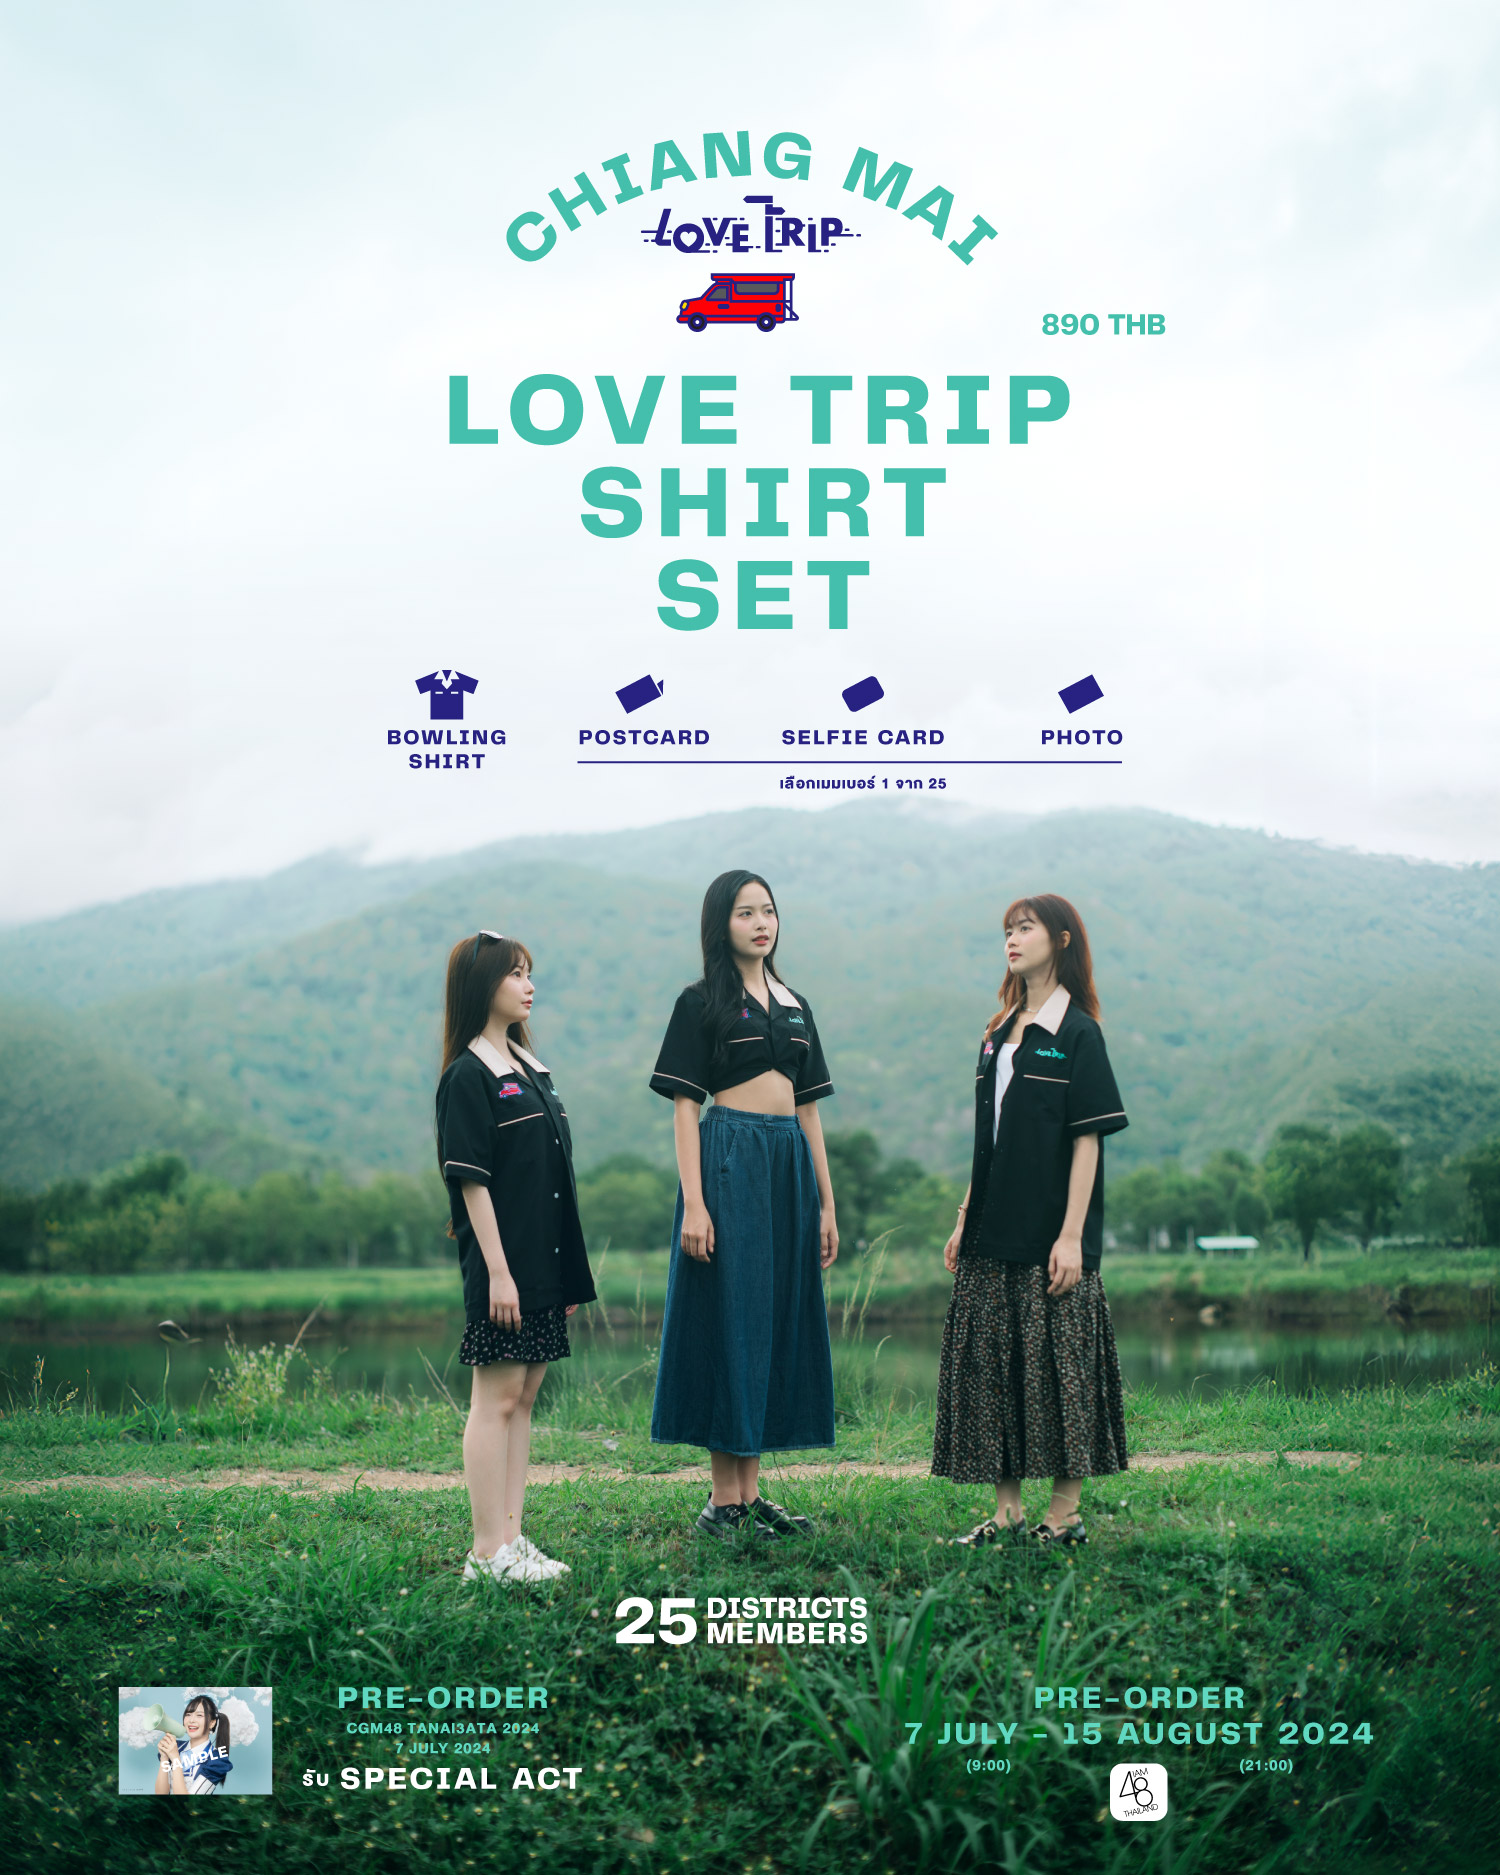 CHIANG MAI
LOVE TRIP
890 THB
LOVE TRIP
SHIRT
SET
BOWLING
SHIRT
POSTCARD
SELFIE CARD
PHOTO
เลือกเมมเบอร์ 1 จาก 25
LOVE TRIP
25 DISTRICTS
MEMBERS
SAMPLE
PRE-ORDER
CGM48 TANAI3ATA 2024
7 JULY 2024
รับ SPECIAL ACT
PRE-ORDER
7 JULY - 15 AUGUST 2024
(9:00)
(21:00)
IAM
48
THAILAND